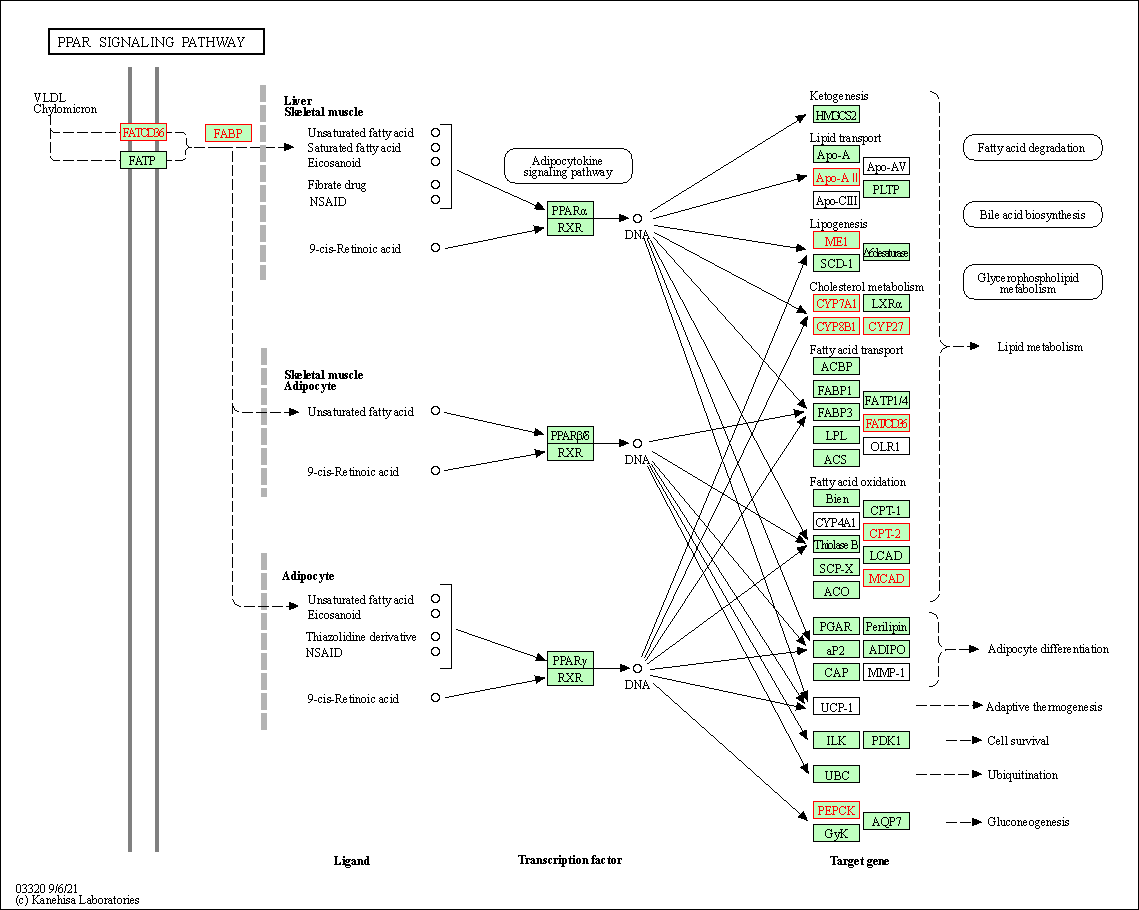 PPAR SIGNALING PATHWAY
VLDL
Chylomicron
FAT/CD36
FATP
FABP
Liver
Skeletal muscle
Unsaturated fatty acid
Saturated fatty acid
Eicosanoid
Fibrate drug
NSAID
9-cis-Retinoic acid
Adipocytokine
signaling pathway
PPARα
RXR
DNA
Skeletal muscle
Adipocyte
Unsaturated fatty acid
9-cis-Retinoic acid
PPARβ/δ
RXR
DNA
Adipocyte
Unsaturated fatty acid
Eicosanoid
Thiazolidine derivative
NSAID
9-cis-Retinoic acid
PPARγ
RXR
DNA
Ketogenesis
HMGCS2
Lipid transport
Apo-A
Apo-AV
Apo-AII
PLTP
Apo-CIII
Lipogenesis
ME1
Δ6desaturase
SCD-1
Cholesterol metabolism
CYP7A1
LXRα
CYP8B1
CYP27
Fatty acid transport
ACBP
FABP1
FATP1/4
FABP3
FAT/CD36
LPL
OLR1
ACS
Fatty acid oxidation
Bien
CPT-1
CYP4A1
CPT-2
Thiolase B
LCAD
SCP-X
MCAD
ACO
PGAR
Perilipin
aP2
ADIPO
CAP
MMP-1
UCP-1
ILK
PDK1
UBC
PEPCK
AQP7
GyK
Fatty acid degradation
Bile acid biosynthesis
Glycerophospholipid
metabolism
Lipid metabolism
Adipocyte differentiation
Adaptive thermogenesis
Cell survival
Ubiquitination
Gluconeogenesis
Ligand
Transcription factor
Target gene
03320 9/6/21
(c) Kanehisa Laboratories